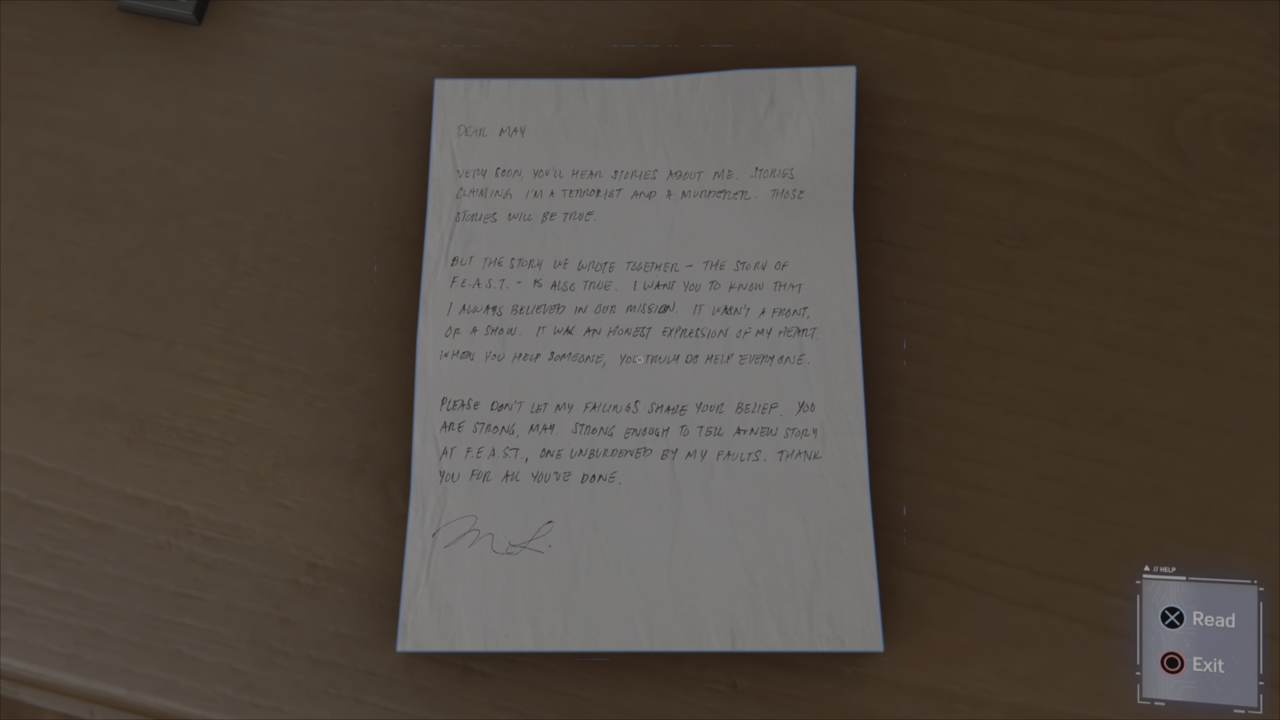 DEAR MAY
VERY SOON, YOU'LL HEAR STORIES ABOUT ME. STORIES
CLAIMING I'M A TERRORIST AND A MURDERER. THOSE
STORIES WILL BE TRUE.
BUT THE STORY WE WROTE TOGETHER - THE STORY OF
F.E.A.S.T. - IS ALSO TRUE. I WANT YOU TO KNOW THAT
I ALWAYS BELIEVED IN OUR MISSION. IT WASN'T A FRONT,
OR A SHOW. IT WAS AN HONEST EXPRESSION OF MY HEART.
WHEN YOU HELP SOMEONE, YOU TRULY DO HELP EVERYONE.
PLEASE DON'T LET MY FAILINGS SHAKE YOUR BELIEF. YOU
ARE STRONG, MAY. STRONG ENOUGH TO TELL A NEW STORY
AT F.E.A.S.T., ONE UNBURDENED BY MY FAULTS. THANK
YOU FOR ALL YOU'VE DONE.
M L.
// HELP
Read
Exit